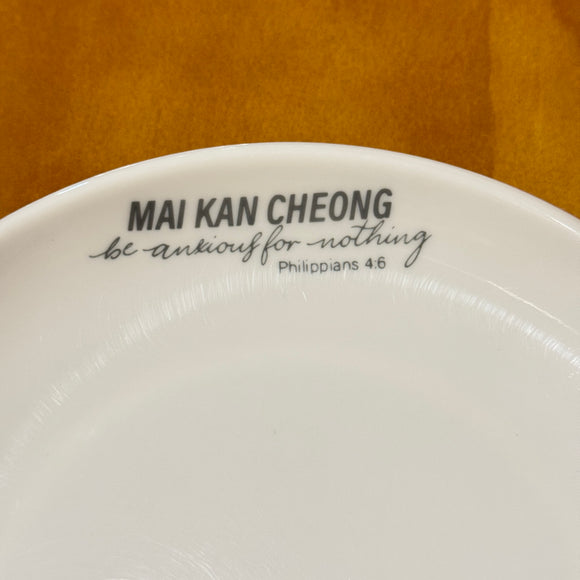 MAI KAN CHEONG
be anxious for nothing
Philippians 4:6